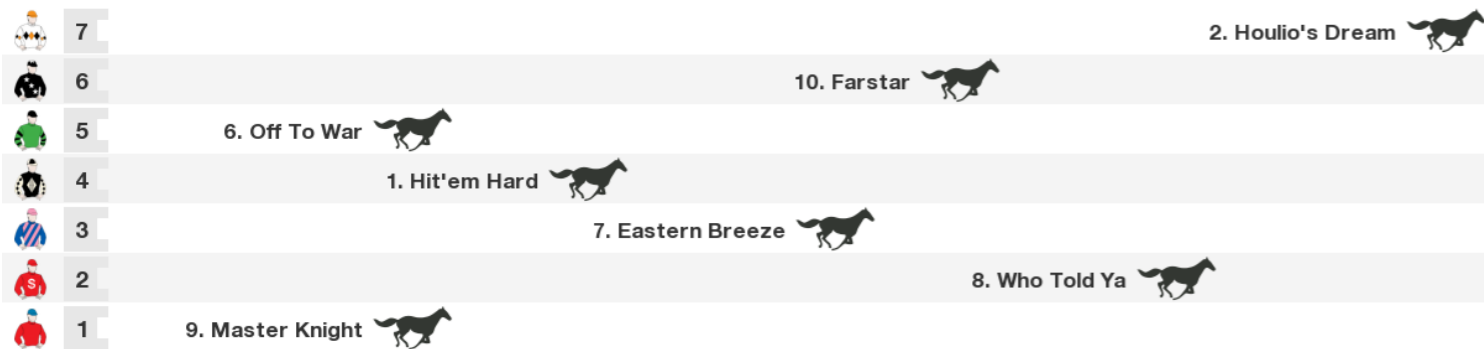 7 2. Houlio's Dream
6 10. Farstar
5 6. Off To War
4 1. Hit'em Hard
3 7. Eastern Breeze
S 2 8. Who Told Ya
1 9. Master Knight